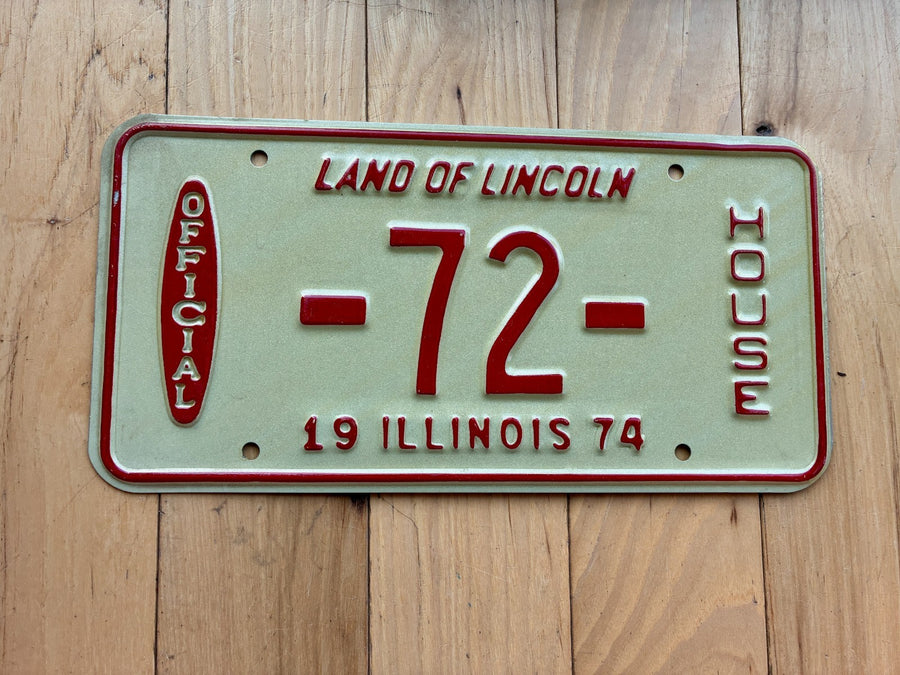 LAND OF LINCOLN
OFFICIAL
-72-
HOUSE
19 ILLINOIS 74